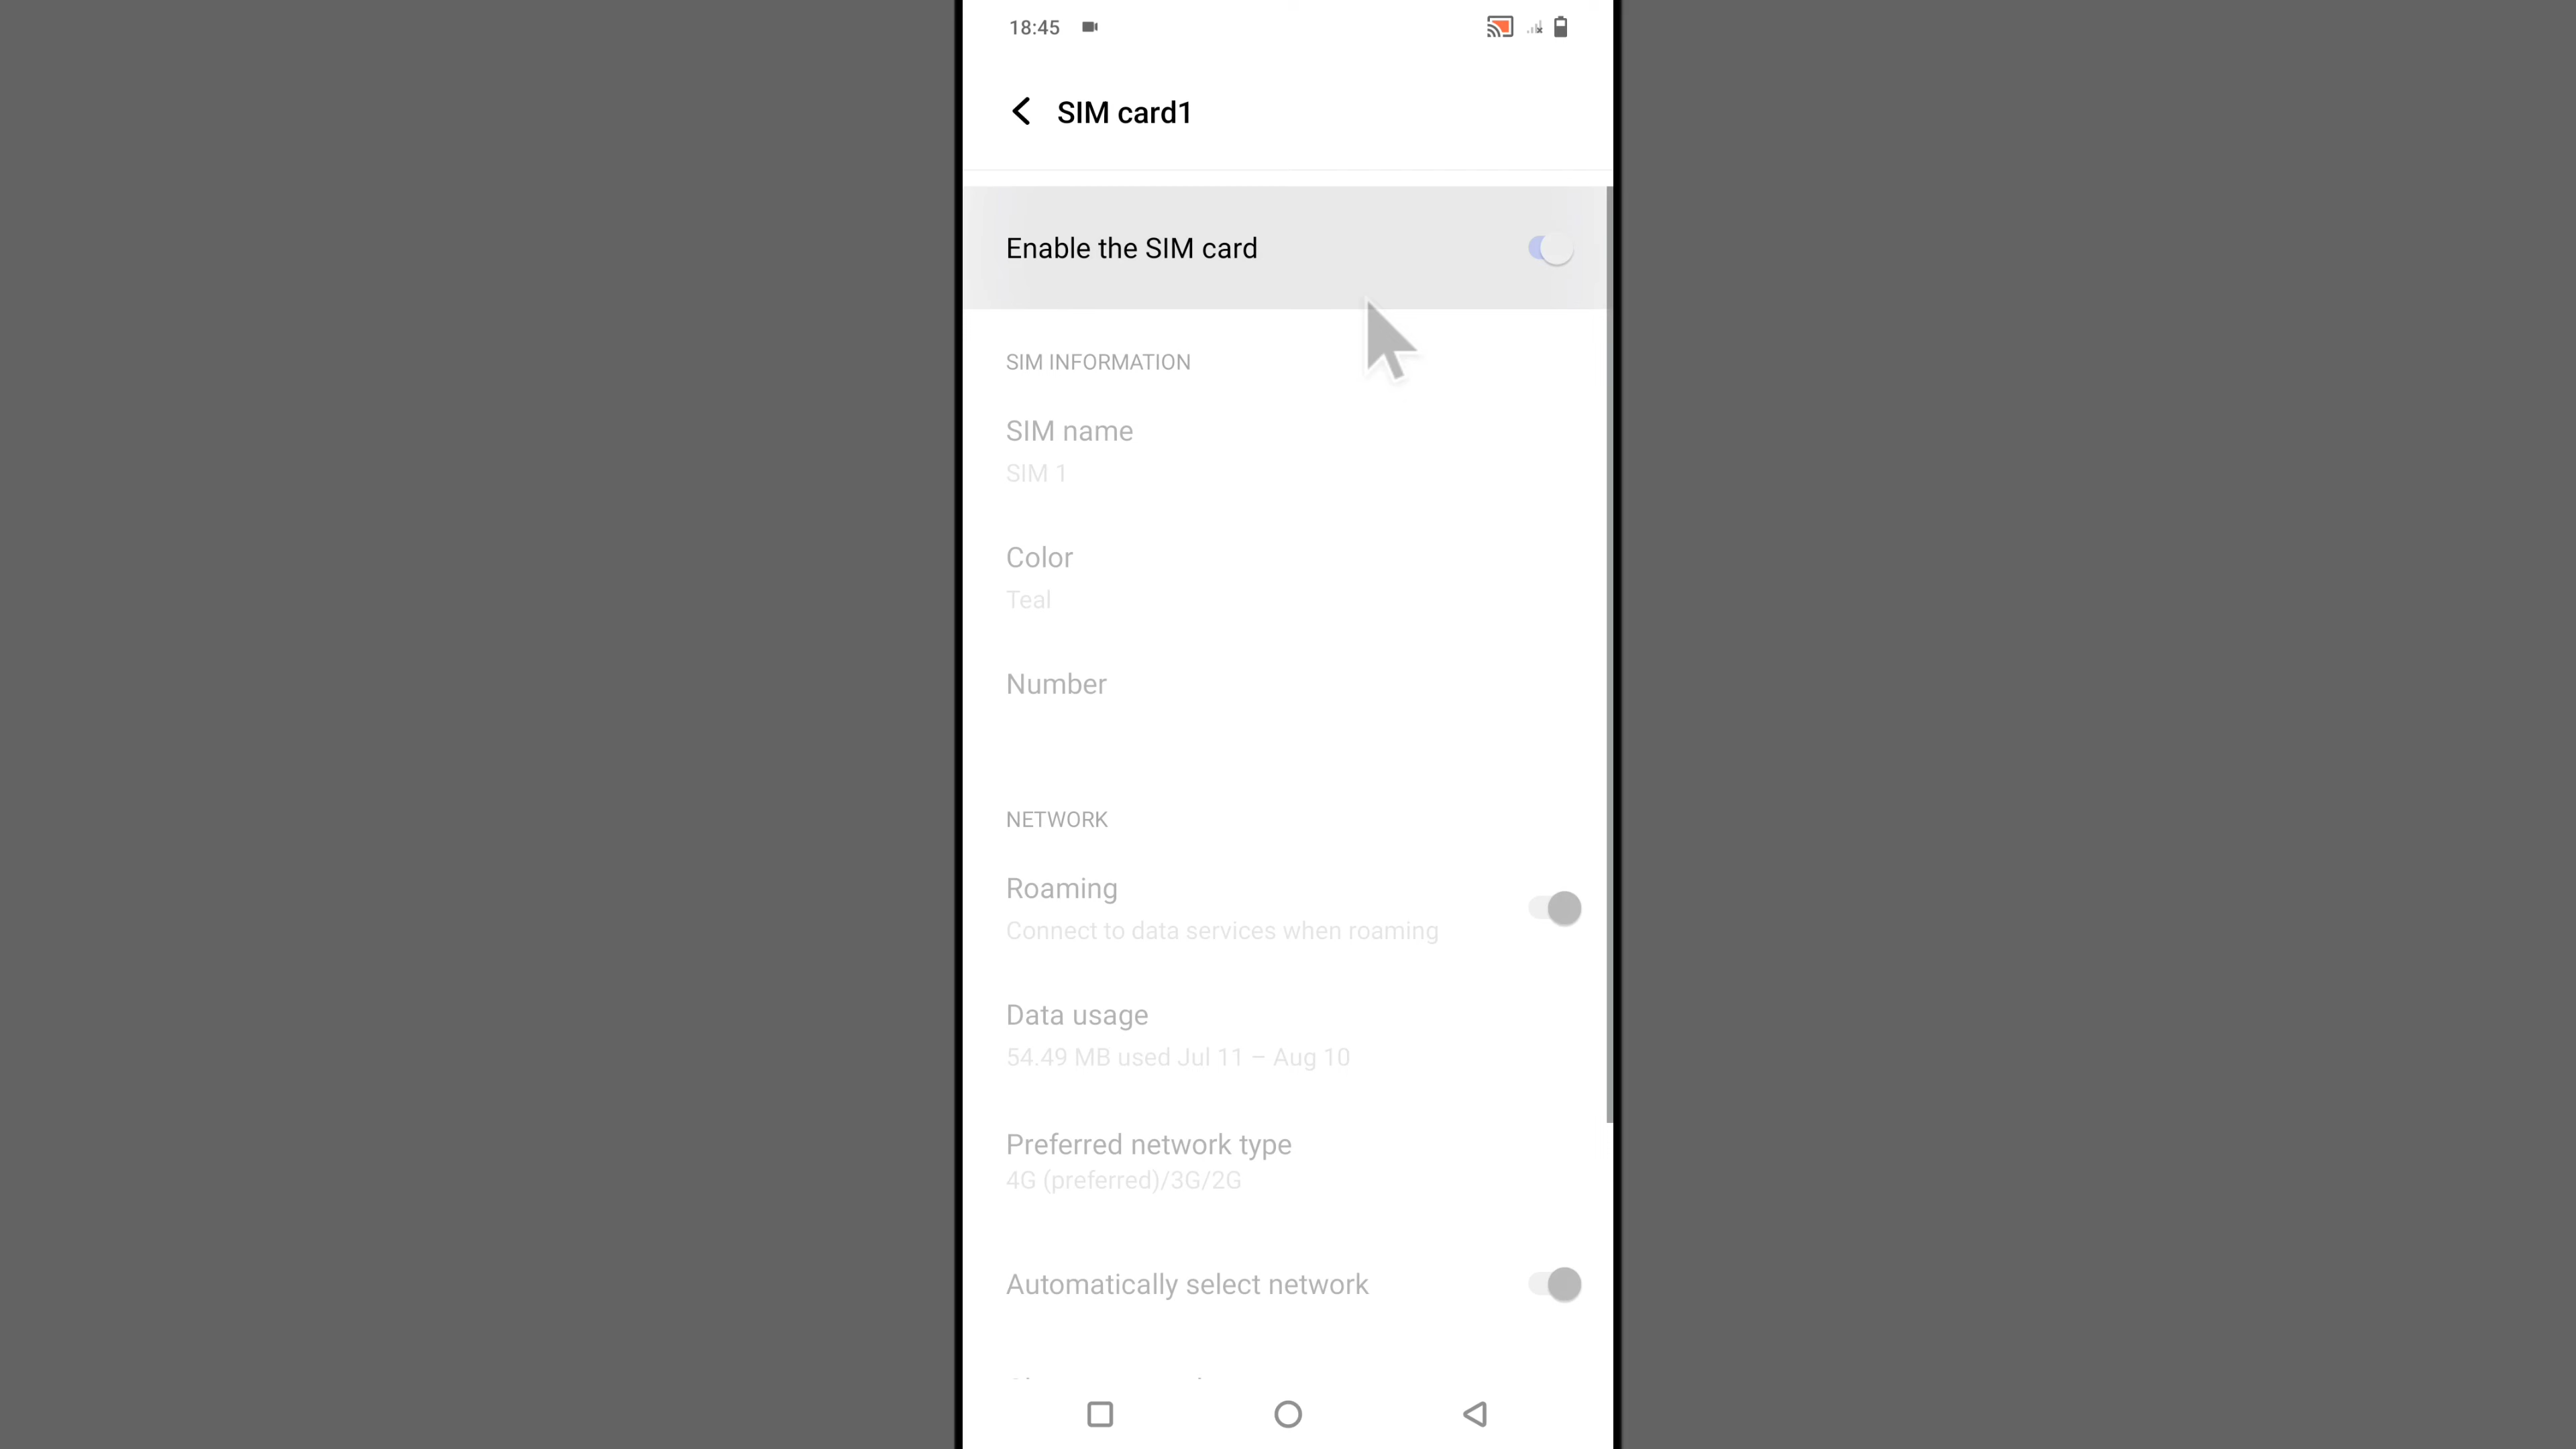 18:45
SIM card1
Enable the SIM card
SIM INFORMATION
SIM name
SIM 1
Color
Teal
Number
NETWORK
Roaming
Connect to data services when roaming
Data usage
54.49 MB used Jul 11 – Aug 10
Preferred network type
4G (preferred)/3G/2G
Automatically select network